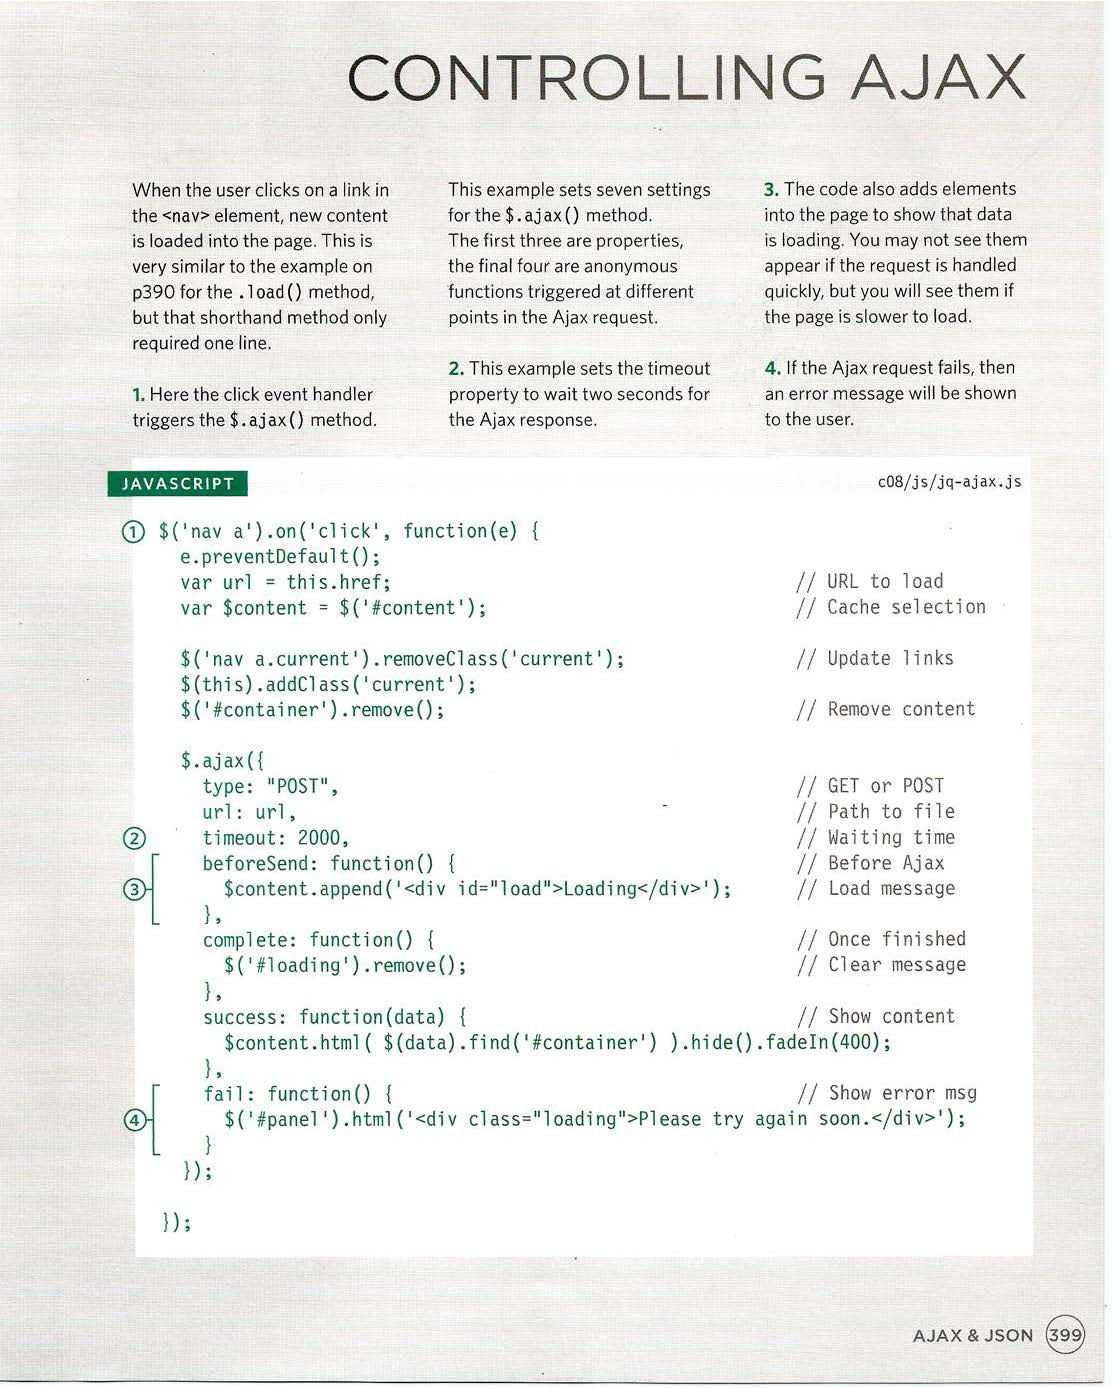 CONTROLLING AJAX
When the user clicks on a link in
the <nav> element, new content
is loaded into the page. This is
very similar to the example on
p390 for the .load() method,
but that shorthand method only
required one line.
1. Here the click event handler
triggers the $.ajax() method.
This example sets seven settings
for the $.ajax() method.
The first three are properties,
the final four are anonymous
functions triggered at different
points in the Ajax request.
2. This example sets the timeout
property to wait two seconds for
the Ajax response.
3. The code also adds elements
into the page to show that data
is loading. You may not see them
appear if the request is handled
quickly, but you will see them if
the page is slower to load.
4. If the Ajax request fails, then
an error message will be shown
to the user.
JAVASCRIPT c08/js/jq-ajax.js
① $('nav a').on('click', function(e) {
e.preventDefault();
var url = this.href; // URL to load
var $content = $('#content'); // Cache selection
$('nav a.current').removeClass('current'); // Update links
$(this).addClass('current');
$('#container').remove(); // Remove content
$.ajax({
type: "POST", // GET or POST
url: url, // Path to file
② timeout: 2000, // Waiting time
beforeSend: function() { // Before Ajax
③ $content.append('<div id="load">Loading</div>'); // Load message
},
complete: function() { // Once finished
$('#loading').remove(); // Clear message
},
success: function(data) { // Show content
$content.html( $(data).find('#container') ).hide().fadeIn(400);
},
fail: function() { // Show error msg
④ $('#panel').html('<div class="loading">Please try again soon.</div>');
}
});
});
AJAX & JSON 399